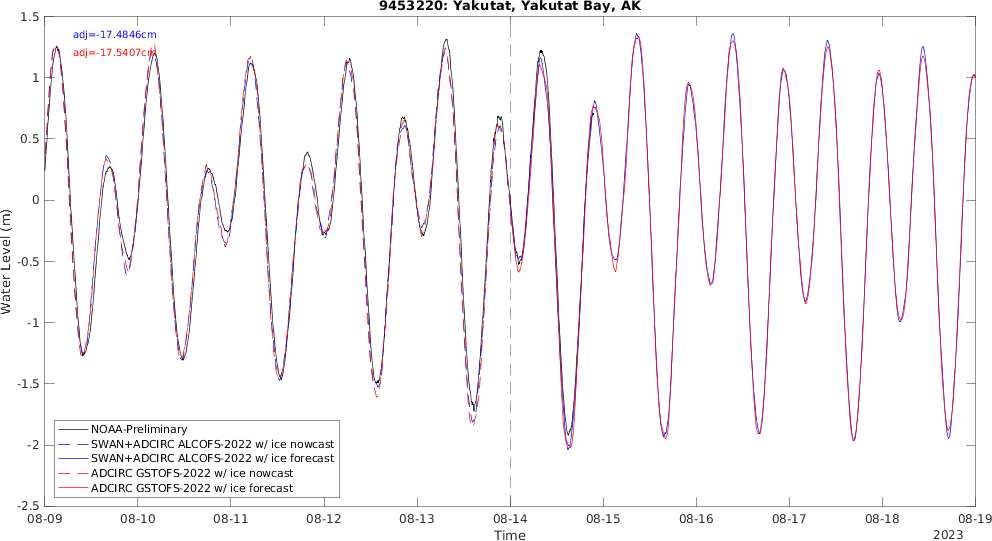 9453220: Yakutat, Yakutat Bay, AK
adj=-17.4846cm
adj=-17.5407cm
Water Level (m)
1.5
1
0.5
0
-0.5
-1
-1.5
-2
-2.5
NOAA-Preliminary
SWAN+ADCIRC ALCOFS-2022 w/ ice nowcast
SWAN+ADCIRC ALCOFS-2022 w/ ice forecast
ADCIRC GSTOFS-2022 w/ ice nowcast
ADCIRC GSTOFS-2022 w/ ice forecast
08-09 08-10 08-11 08-12 08-13 08-14 08-15 08-16 08-17 08-18 08-19
Time
2023